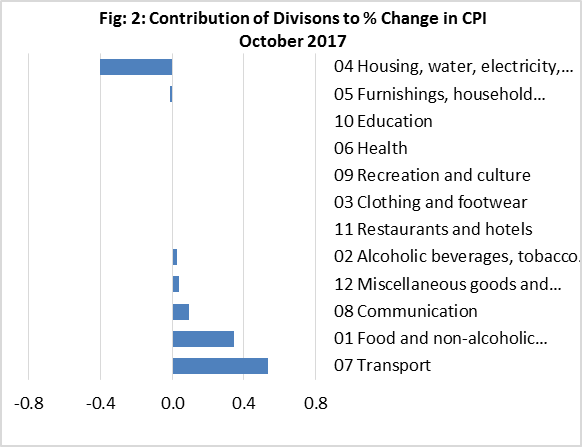 Fig: 2: Contribution of Divisons to % Change in CPI
October 2017
04 Housing, water, electricity,...
05 Furnishings, household...
10 Education
06 Health
09 Recreation and culture
03 Clothing and footwear
11 Restaurants and hotels
02 Alcoholic beverages, tobacco...
12 Miscellaneous goods and...
08 Communication
01 Food and non-alcoholic...
07 Transport
-0.8 -0.4 0.0 0.4 0.8